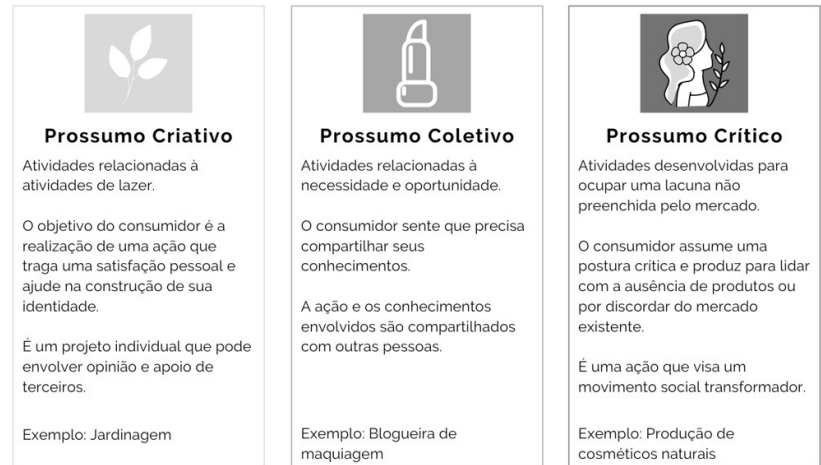 Prossumo Criativo
Atividades relacionadas à
atividades de lazer.
O objetivo do consumidor é a
realização de uma ação que
traga uma satisfação pessoal e
ajude na construção de sua
identidade.
É um projeto individual que pode
envolver opinião e apoio de
terceiros.
Exemplo: Jardinagem
Prossumo Coletivo
Atividades relacionadas à
necessidade e oportunidade.
O consumidor sente que precisa
compartilhar seus
conhecimentos.
A ação e os conhecimentos
envolvidos são compartilhados
com outras pessoas.
Exemplo: Blogueira de
maquiagem
Prossumo Crítico
Atividades desenvolvidas para
ocupar uma lacuna não
preenchida pelo mercado.
O consumidor assume uma
postura crítica e produz para lidar
com a ausência de produtos ou
por discordar do mercado
existente.
É uma ação que visa um
movimento social transformador.
Exemplo: Produção de
cosméticos naturais